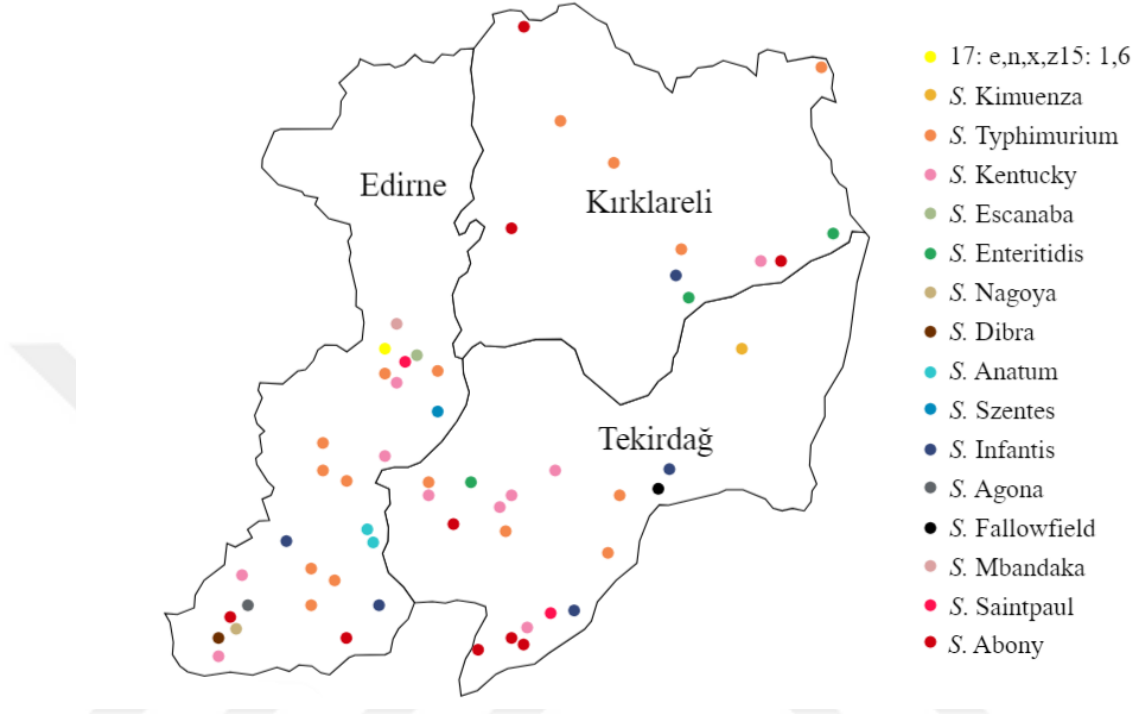 Edirne
Kırklareli
Tekirdağ
17: e,n,x,z15: 1,6
S. Kimuenza
S. Typhimurium
S. Kentucky
S. Escanaba
S. Enteritidis
S. Nagoya
S. Dibra
S. Anatum
S. Szentes
S. Infantis
S. Agona
S. Fallowfield
S. Mbandaka
S. Saintpaul
S. Abony